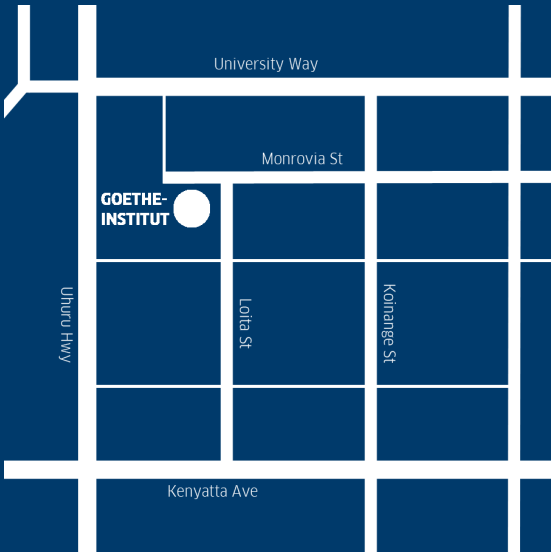 University Way
Monrovia St
GOETHE-
INSTITUT
Uhuru Hwy
Loita St
Koinange St
Kenyatta Ave